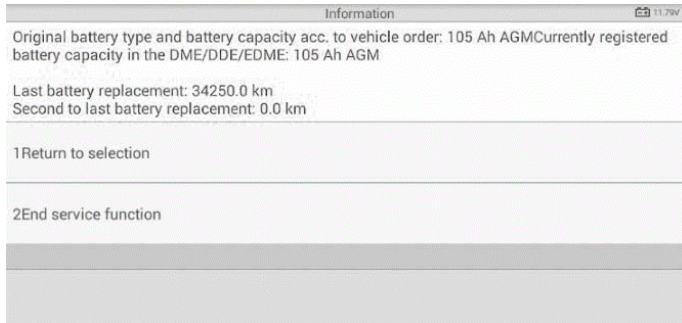 Information
11.79V
Original battery type and battery capacity acc. to vehicle order: 105 Ah AGMCurrently registered
battery capacity in the DME/DDE/EDME: 105 Ah AGM
Last battery replacement: 34250.0 km
Second to last battery replacement: 0.0 km
1Return to selection
2End service function